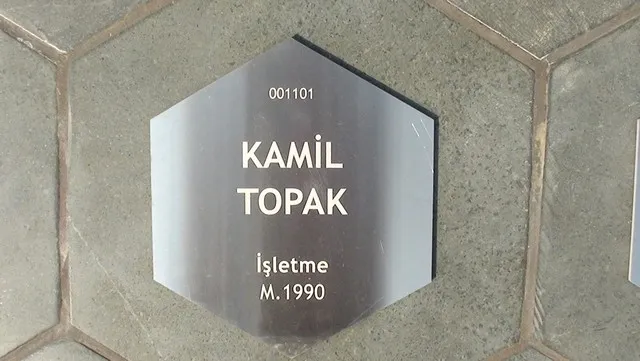 001101
KAMİL
TOPAK
İşletme
M.1990